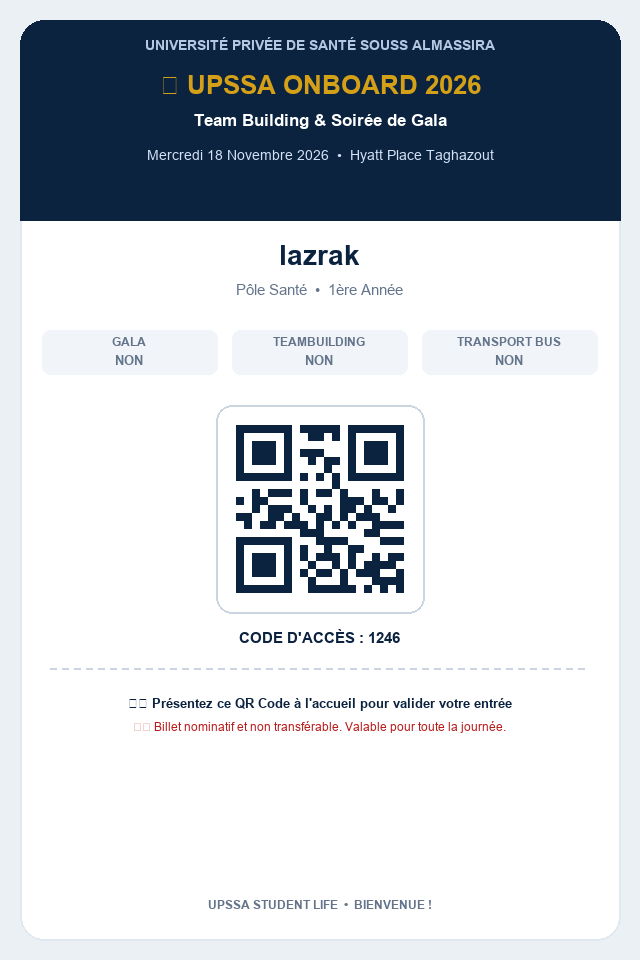 UNIVERSITÉ PRIVÉE DE SANTÉ SOUSS ALMASSIRA
UPSSA ONBOARD 2026
Team Building & Soirée de Gala
Mercredi 18 Novembre 2026 • Hyatt Place Taghazout
lazrak
Pôle Santé • 1ère Année
GALA
NON
TEAMBUILDING
NON
TRANSPORT BUS
NON
CODE D'ACCÈS : 1246
Présentez ce QR Code à l'accueil pour valider votre entrée
Billet nominatif et non transférable. Valable pour toute la journée.
UPSSA STUDENT LIFE • BIENVENUE !